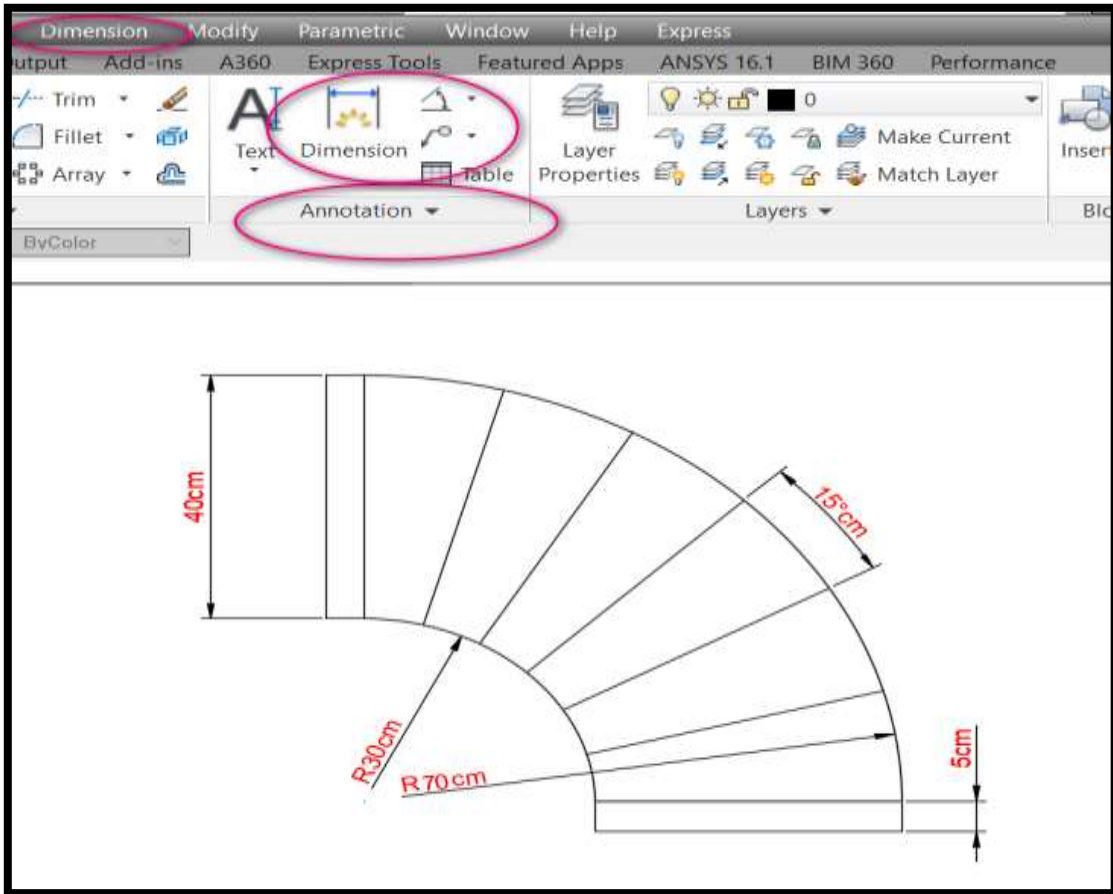 Dimension Modify Parametric Window Help Express
utput Add-ins A360 Express Tools Featured Apps ANSYS 16.1 BIM 360 Performance
Trim
Fillet
Array
Text
Dimension
Table
Layer
Properties
0
Make Current
Match Layer
Inser
Annotation
Layers
Blo
ByColor
40cm
15°cm
R30cm
R70cm
5cm